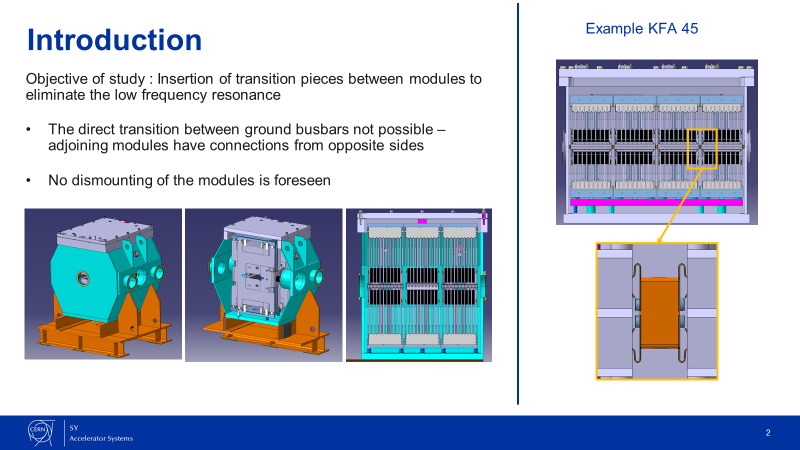 Introduction
Objective of study : Insertion of transition pieces between modules to
eliminate the low frequency resonance
• The direct transition between ground busbars not possible –
adjoining modules have connections from opposite sides
• No dismounting of the modules is foreseen
Example KFA 45
CERN
SY
Accelerator Systems
2